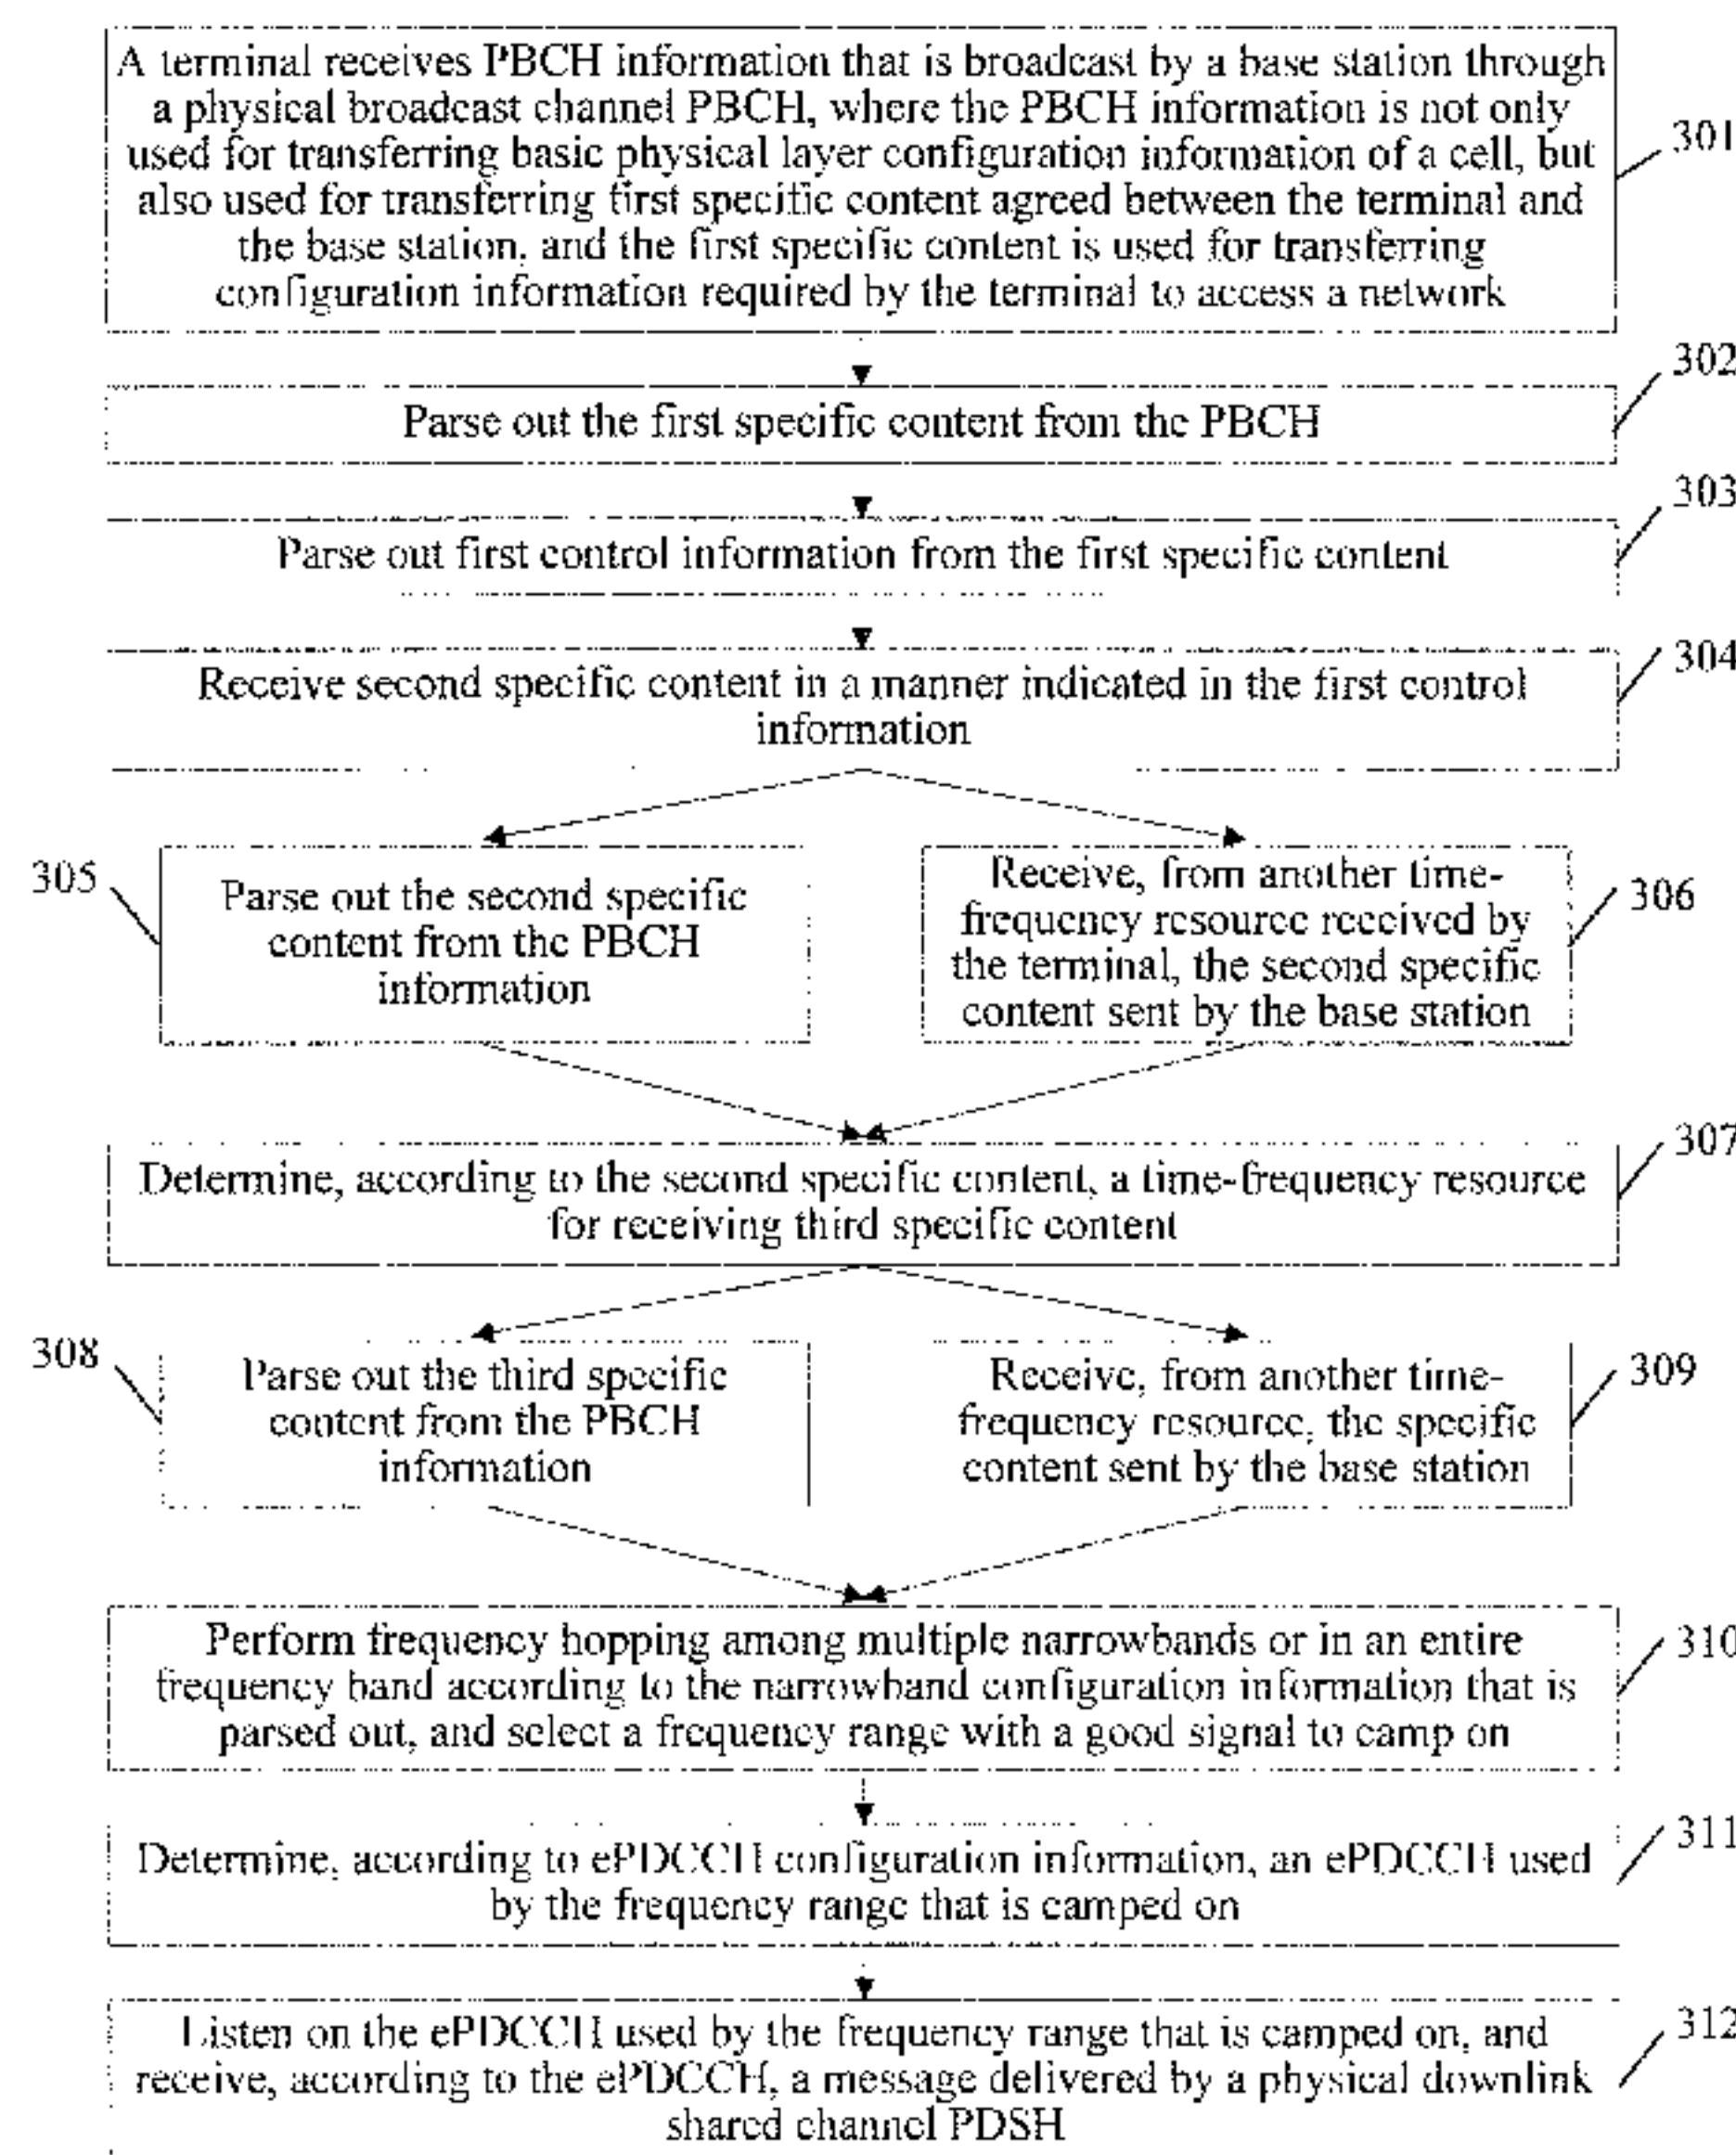 A terminal receives PBCH information that is broadcast by a base station through
a physical broadcast channel PBCH, where the PBCH information is not only
used for transferring basic physical layer configuration information of a cell, but
also used for transferring first specific content agreed between the terminal and
the base station, and the first specific content is used for transferring
configuration information required by the terminal to access a network
301
302
Parse out the first specific content from the PBCH
303
Parse out first control information from the first specific content
304
Receive second specific content in a manner indicated in the first control
information
305
Parse out the second specific
content from the PBCH
information
Receive, from another time-
frequency resource received by
the terminal, the second specific
content sent by the base station
306
307
Determine, according to the second specific content, a time-frequency resource
for receiving third specific content
308
Parse out the third specific
content from the PBCH
information
Receive, from another time-
frequency resource, the specific
content sent by the base station
309
Perform frequency hopping among multiple narrowbands or in an entire
frequency band according to the narrowband configuration information that is
parsed out, and select a frequency range with a good signal to camp on
310
311
Determine, according to ePDCCH configuration information, an ePDCCH used
by the frequency range that is camped on
312
Listen on the ePDCCH used by the frequency range that is camped on, and
receive, according to the ePDCCH, a message delivered by a physical downlink
shared channel PDSH